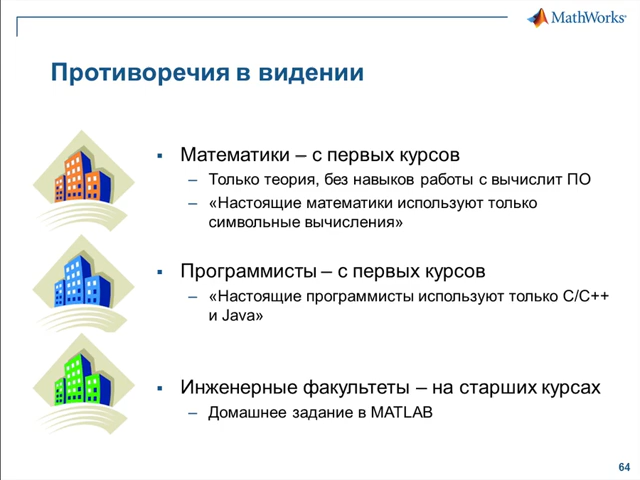 MathWorks
Противоречия в видении
▪ Математики – с первых курсов
– Только теория, без навыков работы с вычислит ПО
– «Настоящие математики используют только
символьные вычисления»
▪ Программисты – с первых курсов
– «Настоящие программисты используют только C/C++
и Java»
▪ Инженерные факультеты – на старших курсах
– Домашнее задание в MATLAB
64